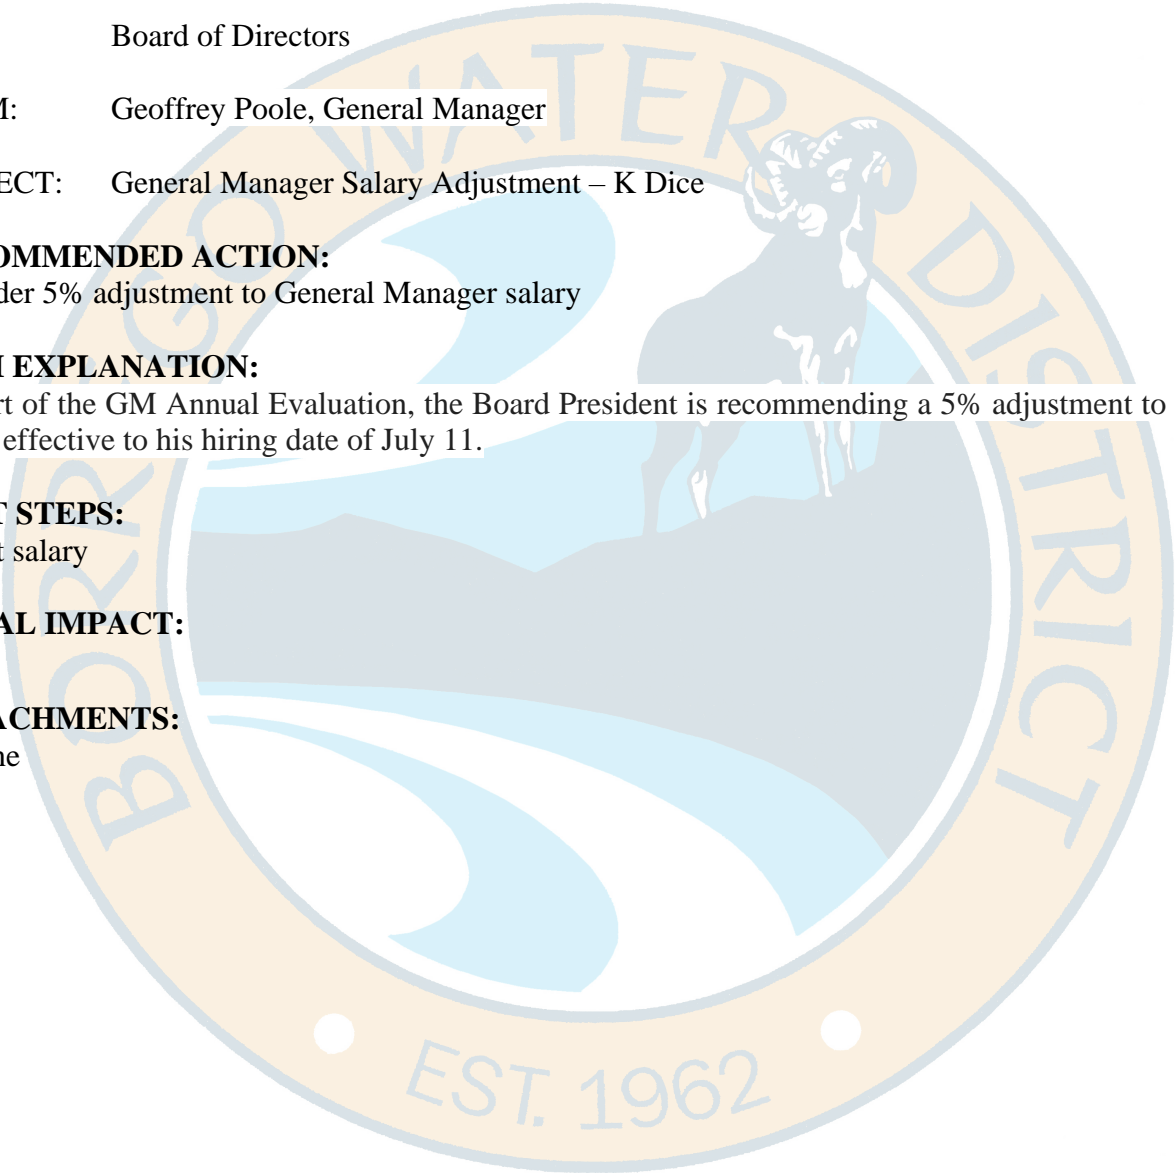 Board of Directors
M: Geoffrey Poole, General Manager
ECT: General Manager Salary Adjustment – K Dice
OMMENDED ACTION:
der 5% adjustment to General Manager salary
EXPLANATION:
rt of the GM Annual Evaluation, the Board President is recommending a 5% adjustment to
effective to his hiring date of July 11.
T STEPS:
t salary
AL IMPACT:
ACHMENTS:
ne
BORREGO WATER DISTRICT
EST. 1962